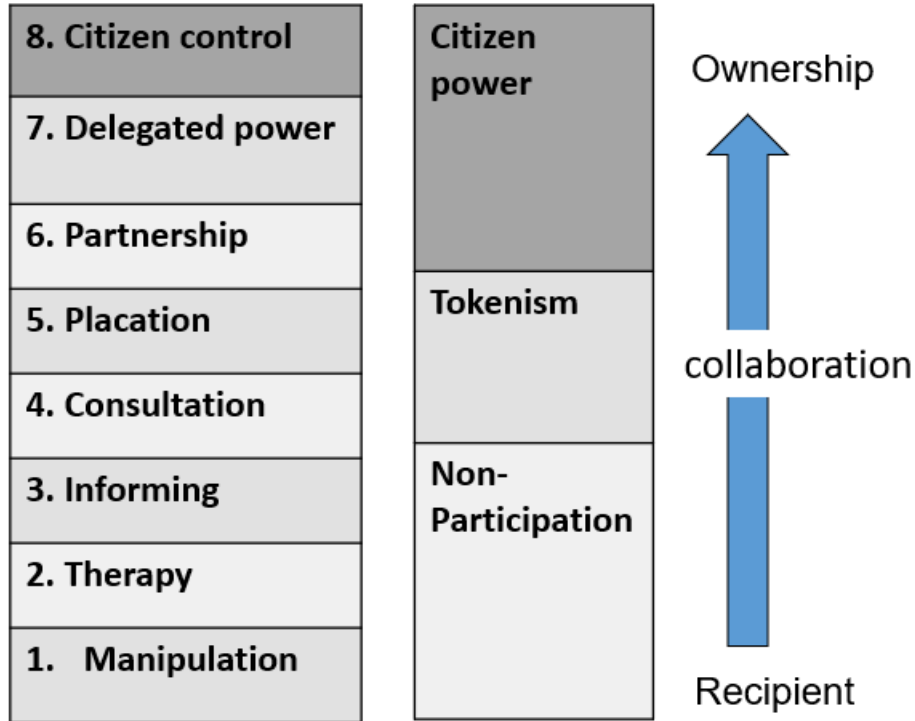 8. Citizen control
7. Delegated power
6. Partnership
5. Placation
4. Consultation
3. Informing
2. Therapy
1. Manipulation
Citizen
power
Tokenism
Non-
Participation
Ownership
collaboration
Recipient